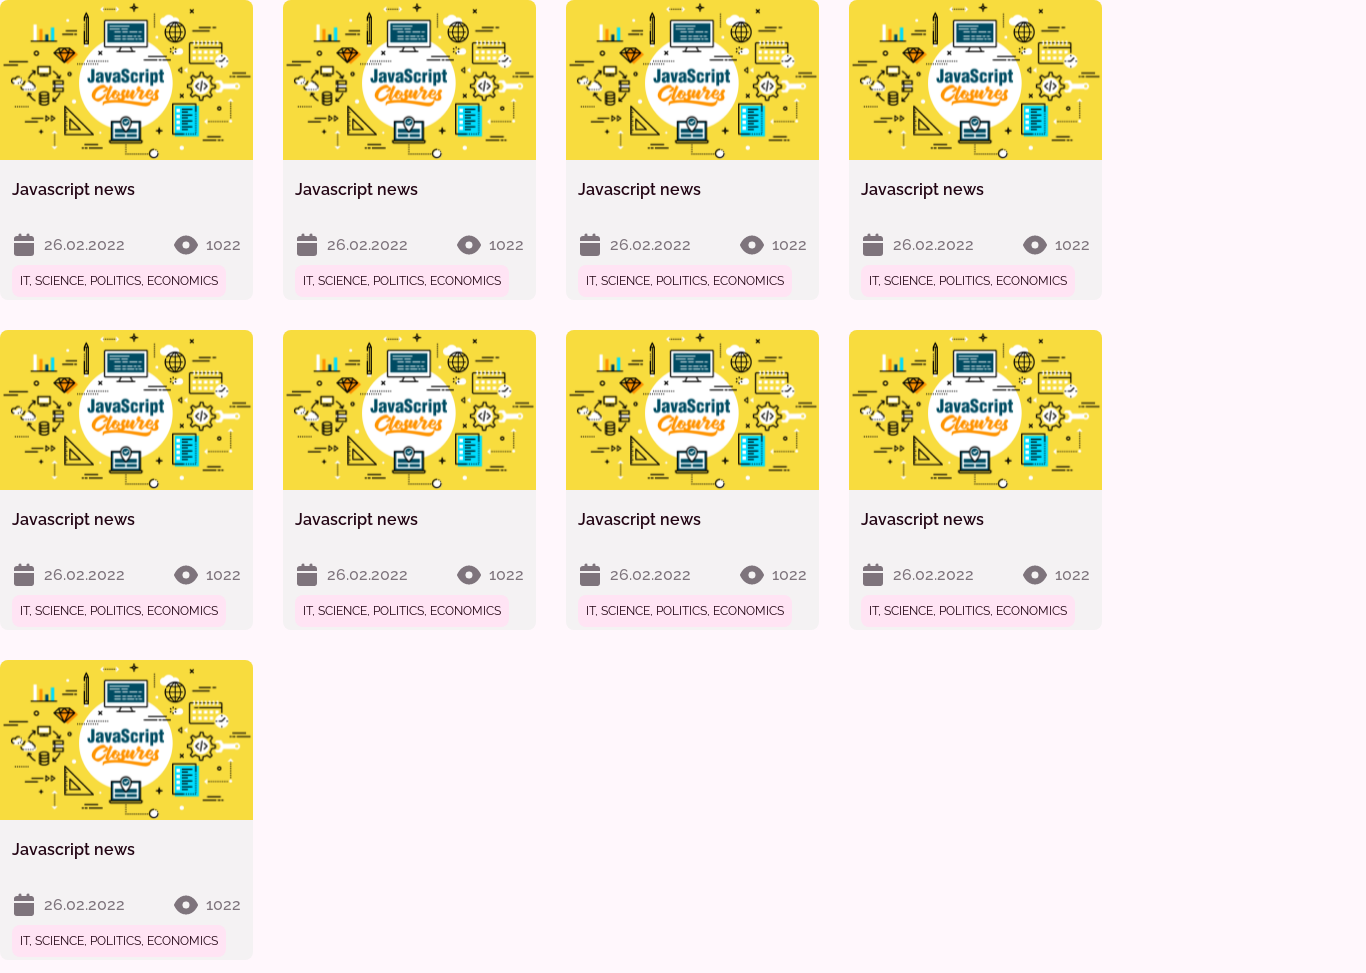 JavaScript
Closures
JavaScript
Closures
JavaScript
Closures
JavaScript
Closures
Javascript news
Javascript news
Javascript news
Javascript news
26.02.2022 1022
26.02.2022 1022
26.02.2022 1022
26.02.2022 1022
IT, SCIENCE, POLITICS, ECONOMICS
IT, SCIENCE, POLITICS, ECONOMICS
IT, SCIENCE, POLITICS, ECONOMICS
IT, SCIENCE, POLITICS, ECONOMICS
JavaScript
Closures
JavaScript
Closures
JavaScript
Closures
JavaScript
Closures
Javascript news
Javascript news
Javascript news
Javascript news
26.02.2022 1022
26.02.2022 1022
26.02.2022 1022
26.02.2022 1022
IT, SCIENCE, POLITICS, ECONOMICS
IT, SCIENCE, POLITICS, ECONOMICS
IT, SCIENCE, POLITICS, ECONOMICS
IT, SCIENCE, POLITICS, ECONOMICS
JavaScript
Closures
Javascript news
26.02.2022 1022
IT, SCIENCE, POLITICS, ECONOMICS